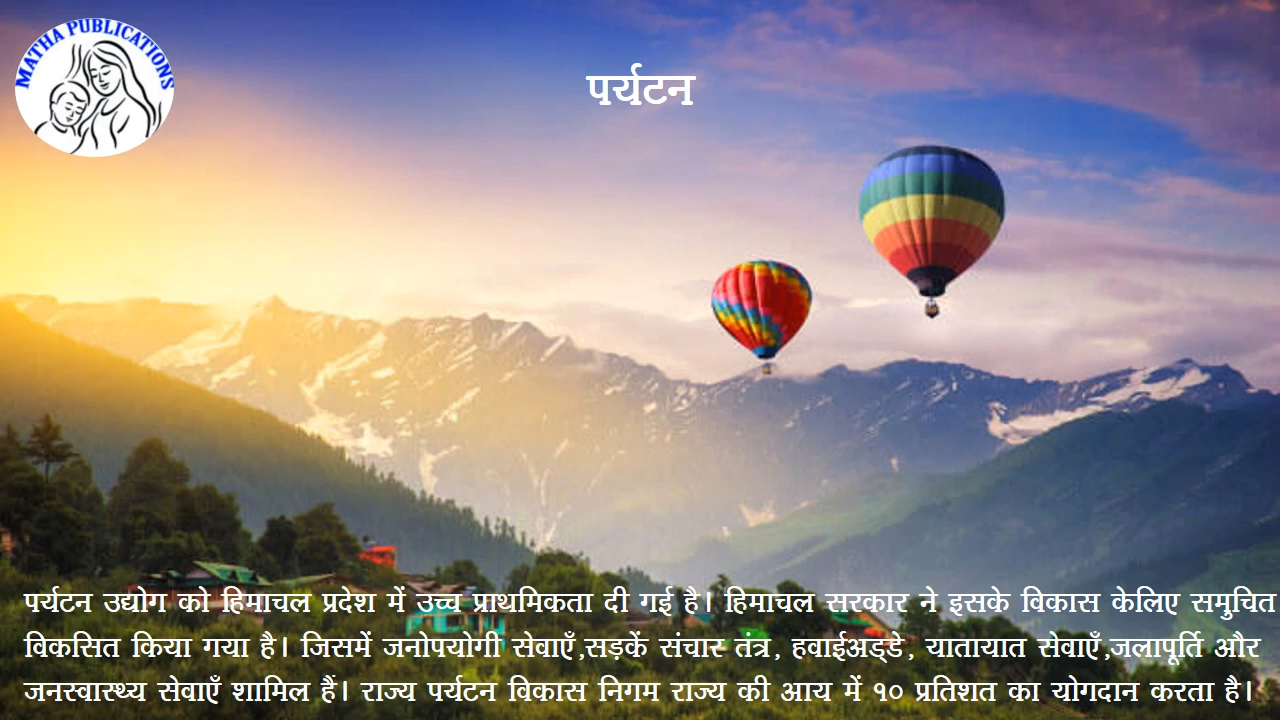 MATHA PUBLICATIONS
पर्यटन
पर्यटन उद्योग को हिमाचल प्रदेश में उच्च प्राथमिकता दी गई है। हिमाचल सरकार ने इसके विकास केलिए समुचित
विकसित किया गया है। जिसमें जनोपयोगी सेवाएँ,सड़कें संचार तंत्र, हवाईअड्डे, यातायात सेवाएँ,जलापूर्ति और
जनस्वास्थ्य सेवाएँ शामिल हैं। राज्य पर्यटन विकास निगम राज्य की आय में १० प्रतिशत का योगदान करता है।